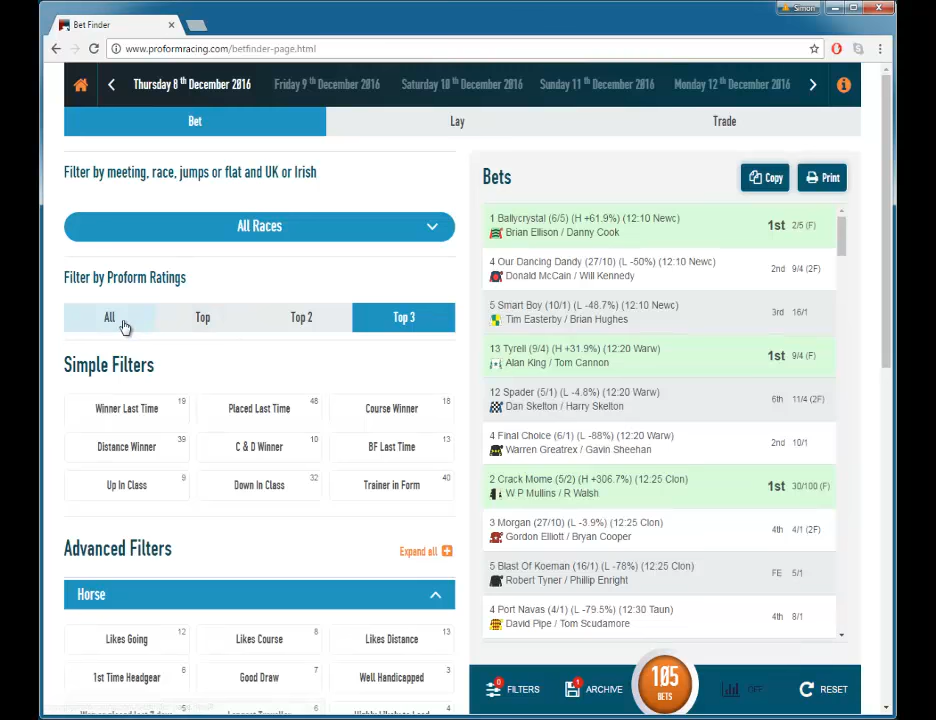 Simon
Bet Finder
www.proformracing.com/betfinder-page.html
Thursday 8th December 2016
Friday 9th December 2016
Saturday 10th December 2016
Sunday 11th December 2016
Monday 12th December 2016
Bet
Lay
Trade
Filter by meeting, race, jumps or flat and UK or Irish
All Races
Filter by Proform Ratings
All
Top
Top 2
Top 3
Simple Filters
Winner Last Time 19
Placed Last Time 48
Course Winner 18
Distance Winner 39
C & D Winner 10
BF Last Time 13
Up In Class 9
Down In Class 32
Trainer in Form 40
Advanced Filters
Expand all
Horse
Likes Going 12
Likes Course 8
Likes Distance 13
1st Time Headgear 6
Good Draw 7
Well Handicapped 3
Bets
Copy
Print
1 Ballycrystal (6/5) (H +61.9%) (12:10 Newc)
Brian Ellison / Danny Cook
1st 2/5 (F)
4 Our Dancing Dandy (27/10) (L -50%) (12:10 Newc)
Donald McCain / Will Kennedy
2nd 9/4 (2F)
5 Smart Boy (10/1) (L -48.7%) (12:10 Newc)
Tim Easterby / Brian Hughes
3rd 16/1
13 Tyrell (9/4) (H +31.9%) (12:20 Warw)
Alan King / Tom Cannon
1st 9/4 (F)
12 Spader (5/1) (L -4.8%) (12:20 Warw)
Dan Skelton / Harry Skelton
6th 11/4 (2F)
4 Final Choice (6/1) (L -88%) (12:20 Warw)
Warren Greatrex / Gavin Sheehan
2nd 10/1
2 Crack Mome (5/2) (H +306.7%) (12:25 Clon)
W P Mullins / R Walsh
1st 30/100 (F)
3 Morgan (27/10) (L -3.9%) (12:25 Clon)
Gordon Elliott / Bryan Cooper
4th 4/1 (2F)
5 Blast Of Koeman (16/1) (L -78%) (12:25 Clon)
Robert Tyner / Phillip Enright
FE 5/1
4 Port Navas (4/1) (L -79.5%) (12:30 Taun)
David Pipe / Tom Scudamore
4th 8/1
0
FILTERS
1
ARCHIVE
105
BETS
OFF
RESET